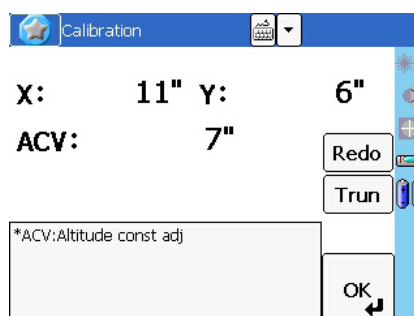 Calibration
X: 11" Y: 6"
ACV: 7"
Redo
Trun
*ACV:Altitude const adj
OK